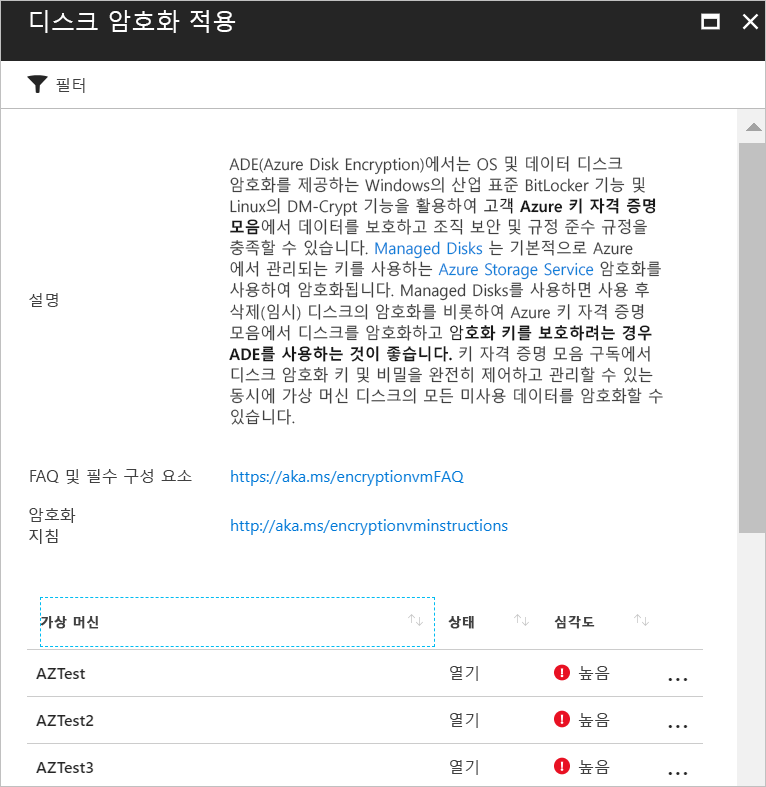 디스크 암호화 적용
필터
ADE(Azure Disk Encryption)에서는 OS 및 데이터 디스크
암호화를 제공하는 Windows의 산업 표준 BitLocker 기능 및
Linux의 DM-Crypt 기능을 활용하여 고객 Azure 키 자격 증명
모음에서 데이터를 보호하고 조직 보안 및 규정 준수 규정을
충족할 수 있습니다. Managed Disks 는 기본적으로 Azure
에서 관리되는 키를 사용하는 Azure Storage Service 암호화를
설명
사용하여 암호화됩니다. Managed Disks를 사용하면 사용 후
삭제(임시) 디스크의 암호화를 비롯하여 Azure 키 자격 증명
모음에서 디스크를 암호화하고 암호화 키를 보호하려는 경우
ADE를 사용하는 것이 좋습니다. 키 자격 증명 모음 구독에서
디스크 암호화 키 및 비밀을 완전히 제어하고 관리할 수 있는
동시에 가상 머신 디스크의 모든 미사용 데이터를 암호화할 수
있습니다.
FAQ 및 필수 구성 요소 https://aka.ms/encryptionvmFAQ
암호화
지침
http://aka.ms/encryptionvminstructions
가상 머신 상태 심각도
AZTest 열기 높음 ...
AZTest2 열기 높음 ...
AZTest3 열기 높음 ...